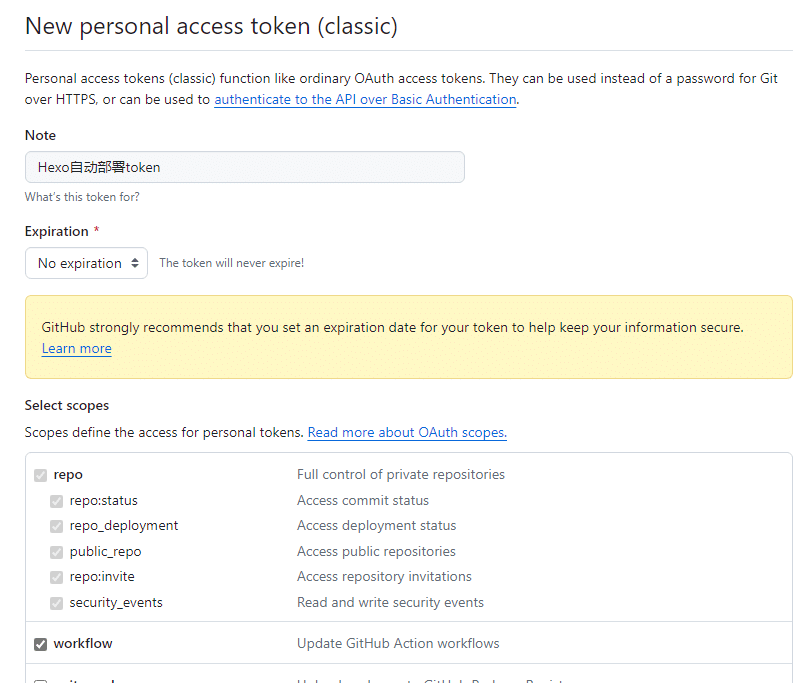 New personal access token (classic)
Personal access tokens (classic) function like ordinary OAuth access tokens. They can be used instead of a password for Git
over HTTPS, or can be used to authenticate to the API over Basic Authentication.
Note
Hexo自动部署token
What's this token for?
Expiration *
No expiration The token will never expire!
GitHub strongly recommends that you set an expiration date for your token to help keep your information secure.
Learn more
Select scopes
Scopes define the access for personal tokens. Read more about OAuth scopes.
repo Full control of private repositories
repo:status Access commit status
repo_deployment Access deployment status
public_repo Access public repositories
repo:invite Access repository invitations
security_events Read and write security events
workflow Update GitHub Action workflows